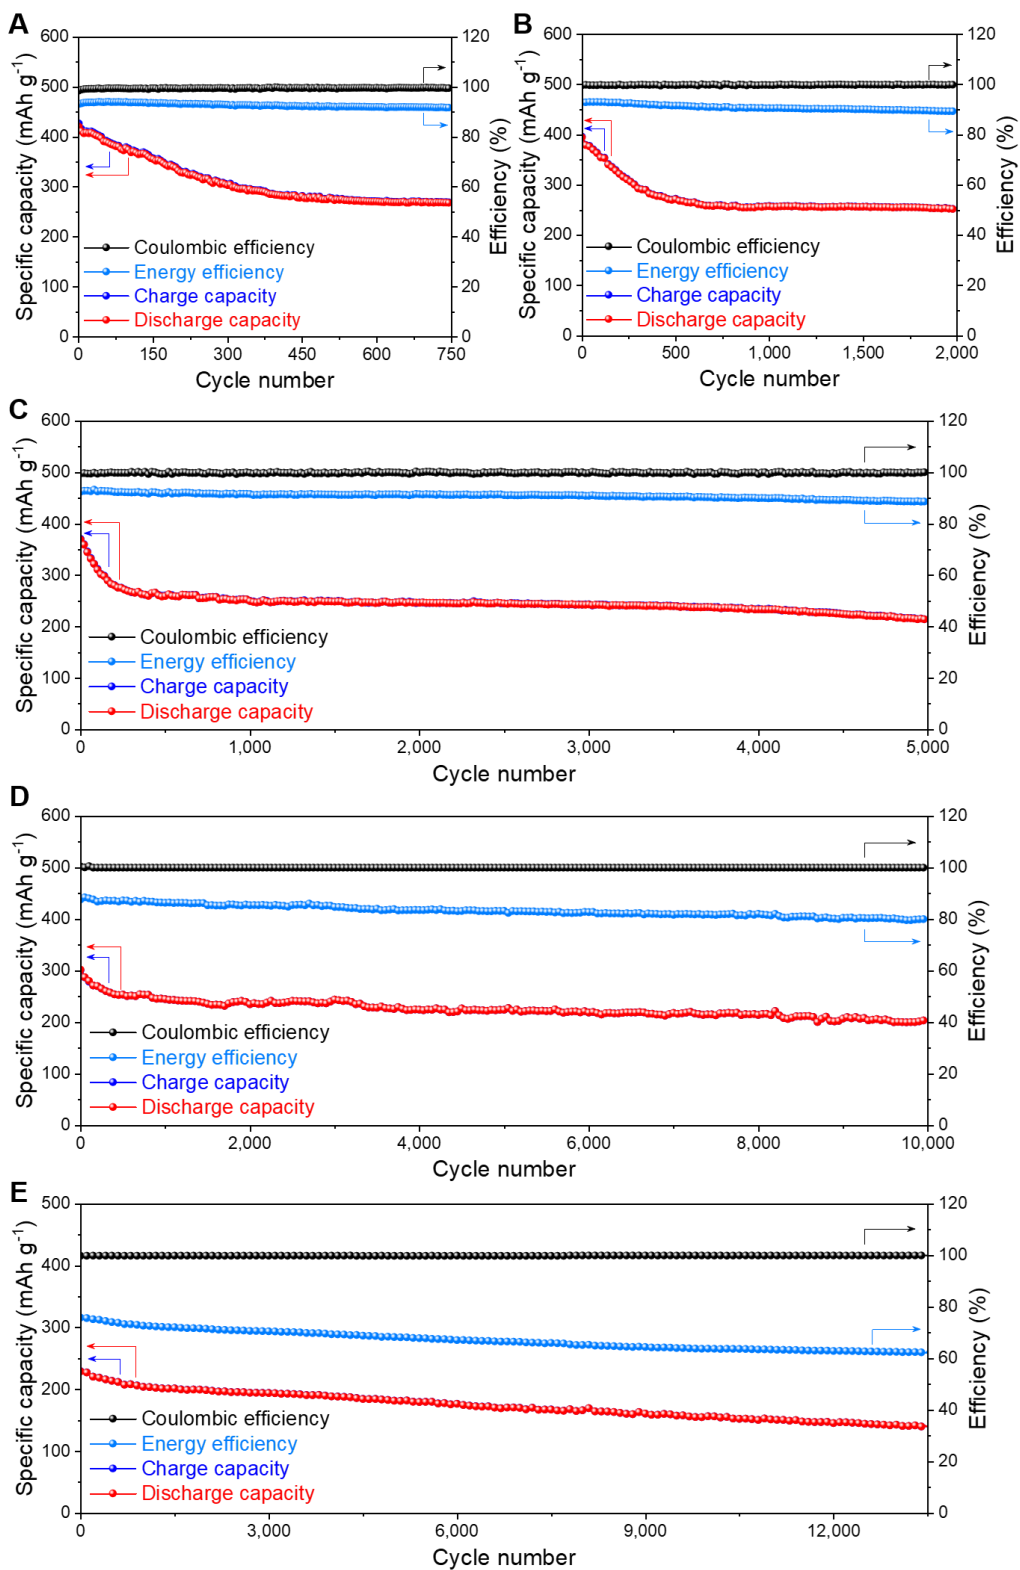 A
600
500
400
300
200
100
0
Specific capacity (mAh g⁻¹)
120
100
80
60
40
20
0
Efficiency (%)
Coulombic efficiency
Energy efficiency
Charge capacity
Discharge capacity
0 150 300 450 600 750
Cycle number
B
600
500
400
300
200
100
0
Specific capacity (mAh g⁻¹)
120
100
80
60
40
20
0
Efficiency (%)
Coulombic efficiency
Energy efficiency
Charge capacity
Discharge capacity
0 500 1,000 1,500 2,000
Cycle number
C
600
500
400
300
200
100
0
Specific capacity (mAh g⁻¹)
120
100
80
60
40
20
0
Efficiency (%)
Coulombic efficiency
Energy efficiency
Charge capacity
Discharge capacity
0 1,000 2,000 3,000 4,000 5,000
Cycle number
D
600
500
400
300
200
100
0
Specific capacity (mAh g⁻¹)
120
100
80
60
40
20
0
Efficiency (%)
Coulombic efficiency
Energy efficiency
Charge capacity
Discharge capacity
0 2,000 4,000 6,000 8,000 10,000
Cycle number
E
500
400
300
200
100
0
Specific capacity (mAh g⁻¹)
120
100
80
60
40
20
0
Efficiency (%)
Coulombic efficiency
Energy efficiency
Charge capacity
Discharge capacity
0 3,000 6,000 9,000 12,000
Cycle number